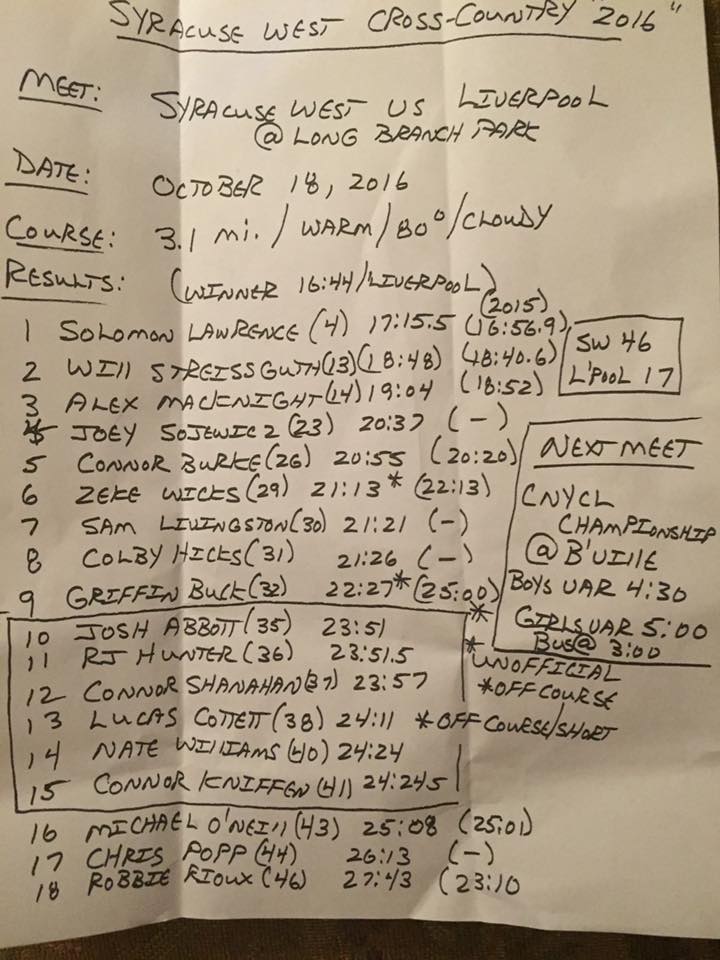 SYRACUSE WEST CROSS-COUNTRY "2016"
MEET: SYRACUSE WEST US LIVERPOOL
@ LONG BRANCH PARK
DATE: OCTOBER 18, 2016
COURSE: 3.1 mi. / WARM / 80° / CLOUDY
RESULTS: (WINNER 16:44/LIVERPOOL)
(2015)
1 SOLOMON LAWRENCE (4) 17:15.5 (16:56.9)
2 WILL STREISSGUTH (13) (18:48) (18:40.6)
3 ALEX MACKNIGHT (14) 19:04 (18:52)
4 JOEY SOJEWICZ (23) 20:37 (-)
5 CONNOR BURKE (26) 20:55 (20:20)
6 ZEKE WICKS (29) 21:13* (22:13)
7 SAM LIVINGSTON (30) 21:21 (-)
8 COLBY HICKS (31) 21:26 (-)
9 GRIFFIN BUCK (32) 22:27* (25:00)
10 JOSH ABBOTT (35) 23:51
11 RJ HUNTER (36) 23:51.5
12 CONNOR SHANAHAN (37) 23:57
13 LUCAS COTTETT (38) 24:11 *OFF COURSE/SHORT
14 NATE WILLIAMS (40) 24:24
15 CONNOR KNIFFEN (41) 24:24.5
16 MICHAEL O'NEILL (43) 25:08 (25:01)
17 CHRIS POPP (44) 26:13 (-)
18 ROBBIE RIOUX (46) 27:43 (23:10
SW 46
L'POOL 17
NEXT MEET
CNYCL
CHAMPIONSHIP
@ B'VILLE
BOYS VAR 4:30
GIRLS VAR 5:00
BUS @ 3:00
*
*UNOFFICIAL
*OFF COURSE